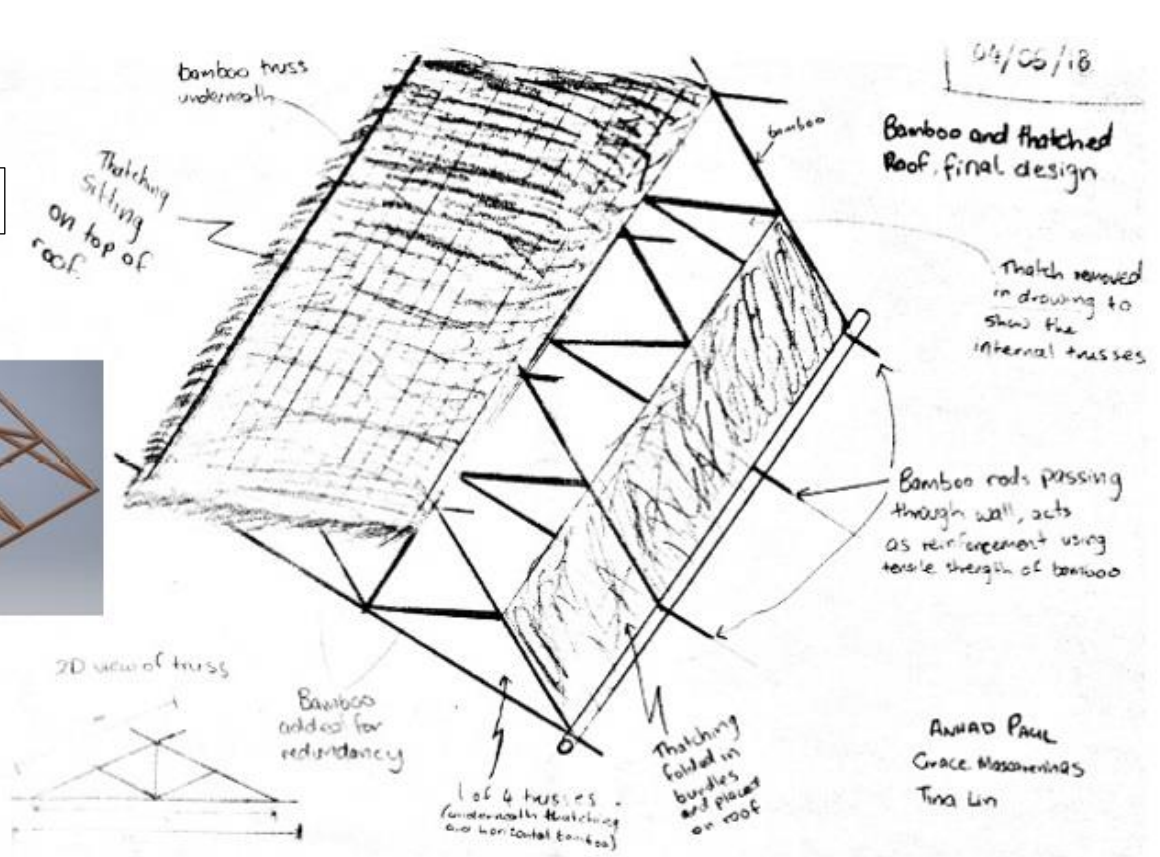 04/05/18
Bamboo and thatched
Roof, final design
bamboo truss
underneath
bamboo
Thatching
sitting
on top of
roof
Thatch removed
in drawing to
show the
internal trusses
Bamboo rods passing
through wall, acts
as reinforcement using
tensile strength of bamboo
2D view of truss
Bamboo
added for
redundancy
1 of 4 trusses
(underneath thatching
and horizontal bamboo)
Thatching
folded in
bundles
and placed
on roof
ANHAD PAUL
Grace Mascarenhas
Tina Lin